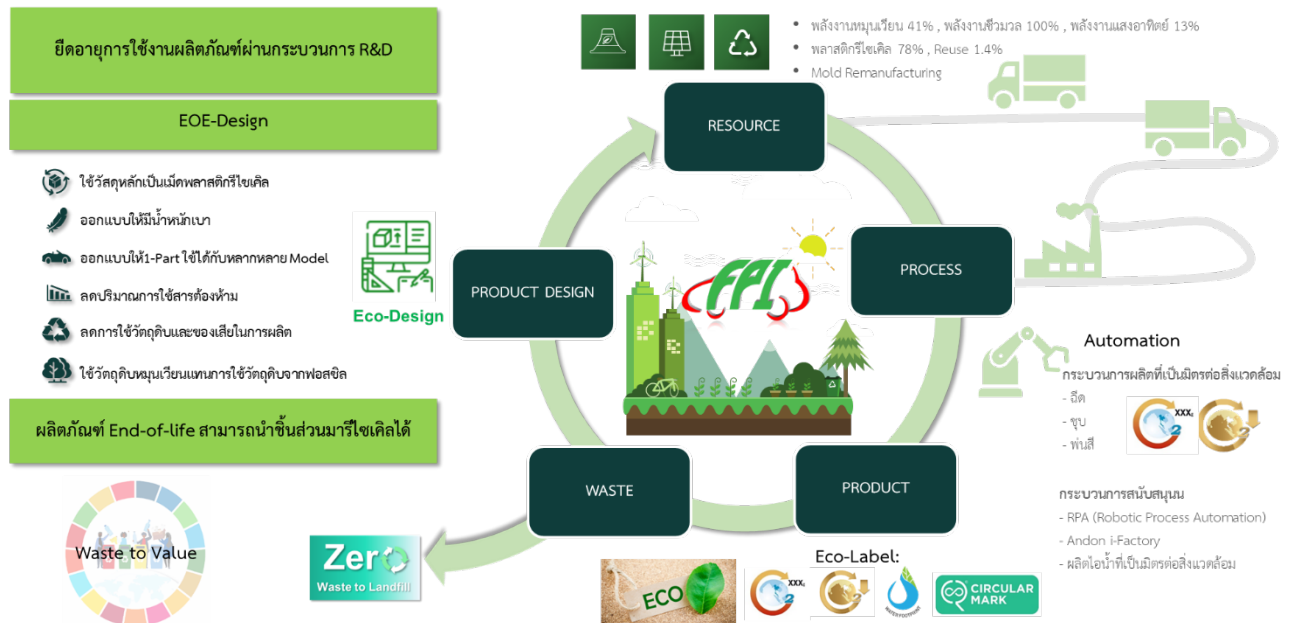 ยืดอายุการใช้งานผลิตภัณฑ์ผ่านกระบวนการ R&D
EOE-Design
ใช้วัสดุหลักเป็นเม็ดพลาสติกรีไซเคิล
ออกแบบให้มีน้ำหนักเบา
ออกแบบให้1-Part ใช้ได้กับหลากหลาย Model
ลดปริมาณการใช้สารต้องห้าม
ลดการใช้วัตถุดิบและของเสียในการผลิต
ใช้วัตถุดิบหมุนเวียนแทนการใช้วัตถุดิบจากฟอสซิล
ผลิตภัณฑ์ End-of-life สามารถนำชิ้นส่วนมารีไซเคิลได้
Waste to Value
Zero
Waste to Landfill
Eco-Design
• พลังงานหมุนเวียน 41% , พลังงานชีวมวล 100% , พลังงานแสงอาทิตย์ 13%
• พลาสติกรีไซเคิล 78% , Reuse 1.4%
• Mold Remanufacturing
RESOURCE
PROCESS
PRODUCT DESIGN
FPI
WASTE
PRODUCT
Automation
กระบวนการผลิตที่เป็นมิตรต่อสิ่งแวดล้อม
- ฉีด
- ชุบ
- พ่นสี
XXX
2
2
กระบวนการสนับสนุนน
- RPA (Robotic Process Automation)
- Andon i-Factory
- ผลิตไอน้ำที่เป็นมิตรต่อสิ่งแวดล้อม
Eco-Label:
ECO
XXX
2
2
WATER FOOTPRINT
CIRCULAR
MARK